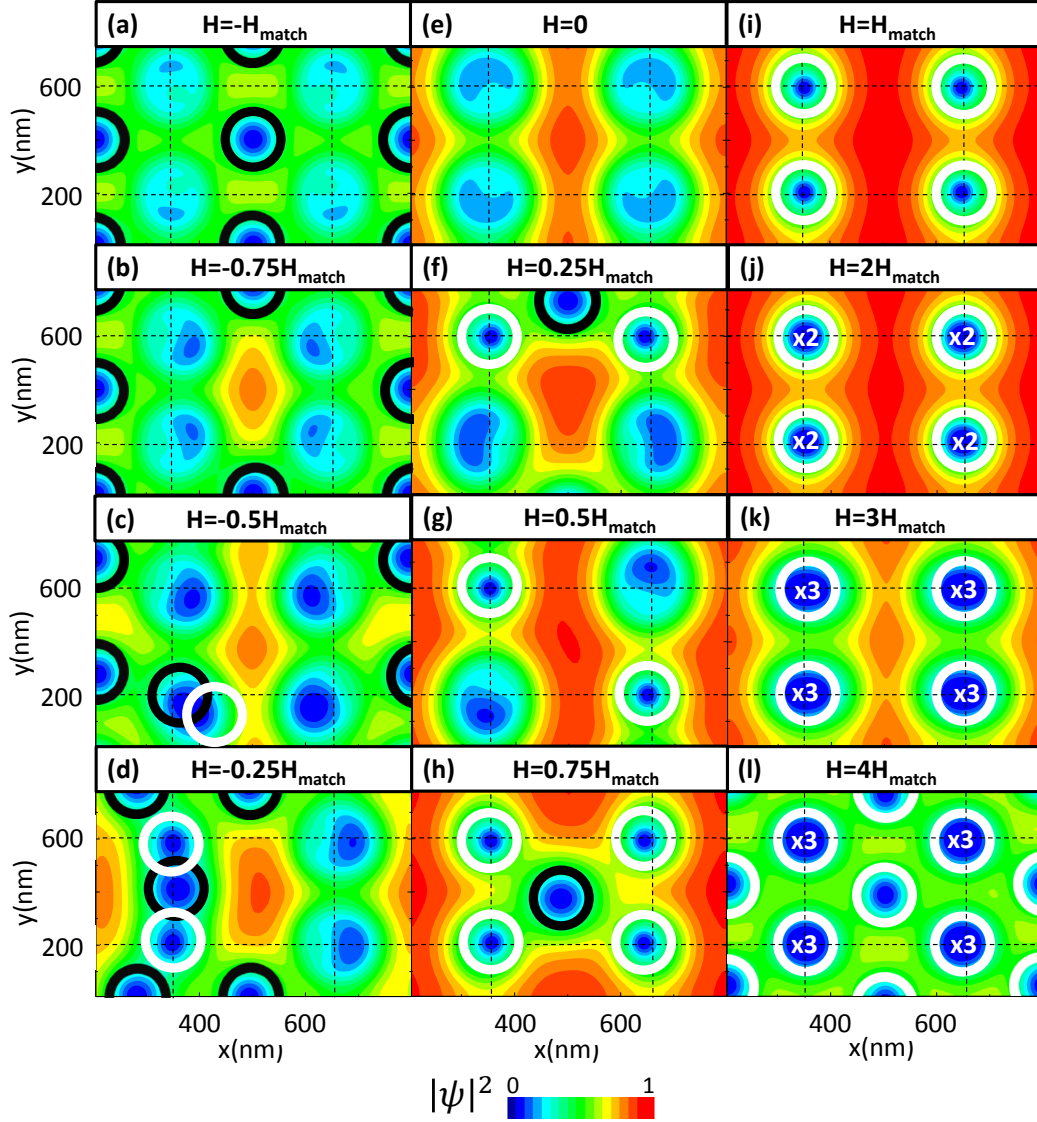 (a) H=-Hmatch (e) H=0 (i) H=Hmatch
y(nm) 600 200
(b) H=-0.75Hmatch (f) H=0.25Hmatch (j) H=2Hmatch
y(nm) 600 200
x2 x2
x2 x2
(c) H=-0.5Hmatch (g) H=0.5Hmatch (k) H=3Hmatch
y(nm) 600 200
x3 x3
x3 x3
(d) H=-0.25Hmatch (h) H=0.75Hmatch (l) H=4Hmatch
y(nm) 600 200
x3 x3
x3 x3
400 600 400 600 400 600
x(nm) x(nm) x(nm)
|ψ|² 0 1